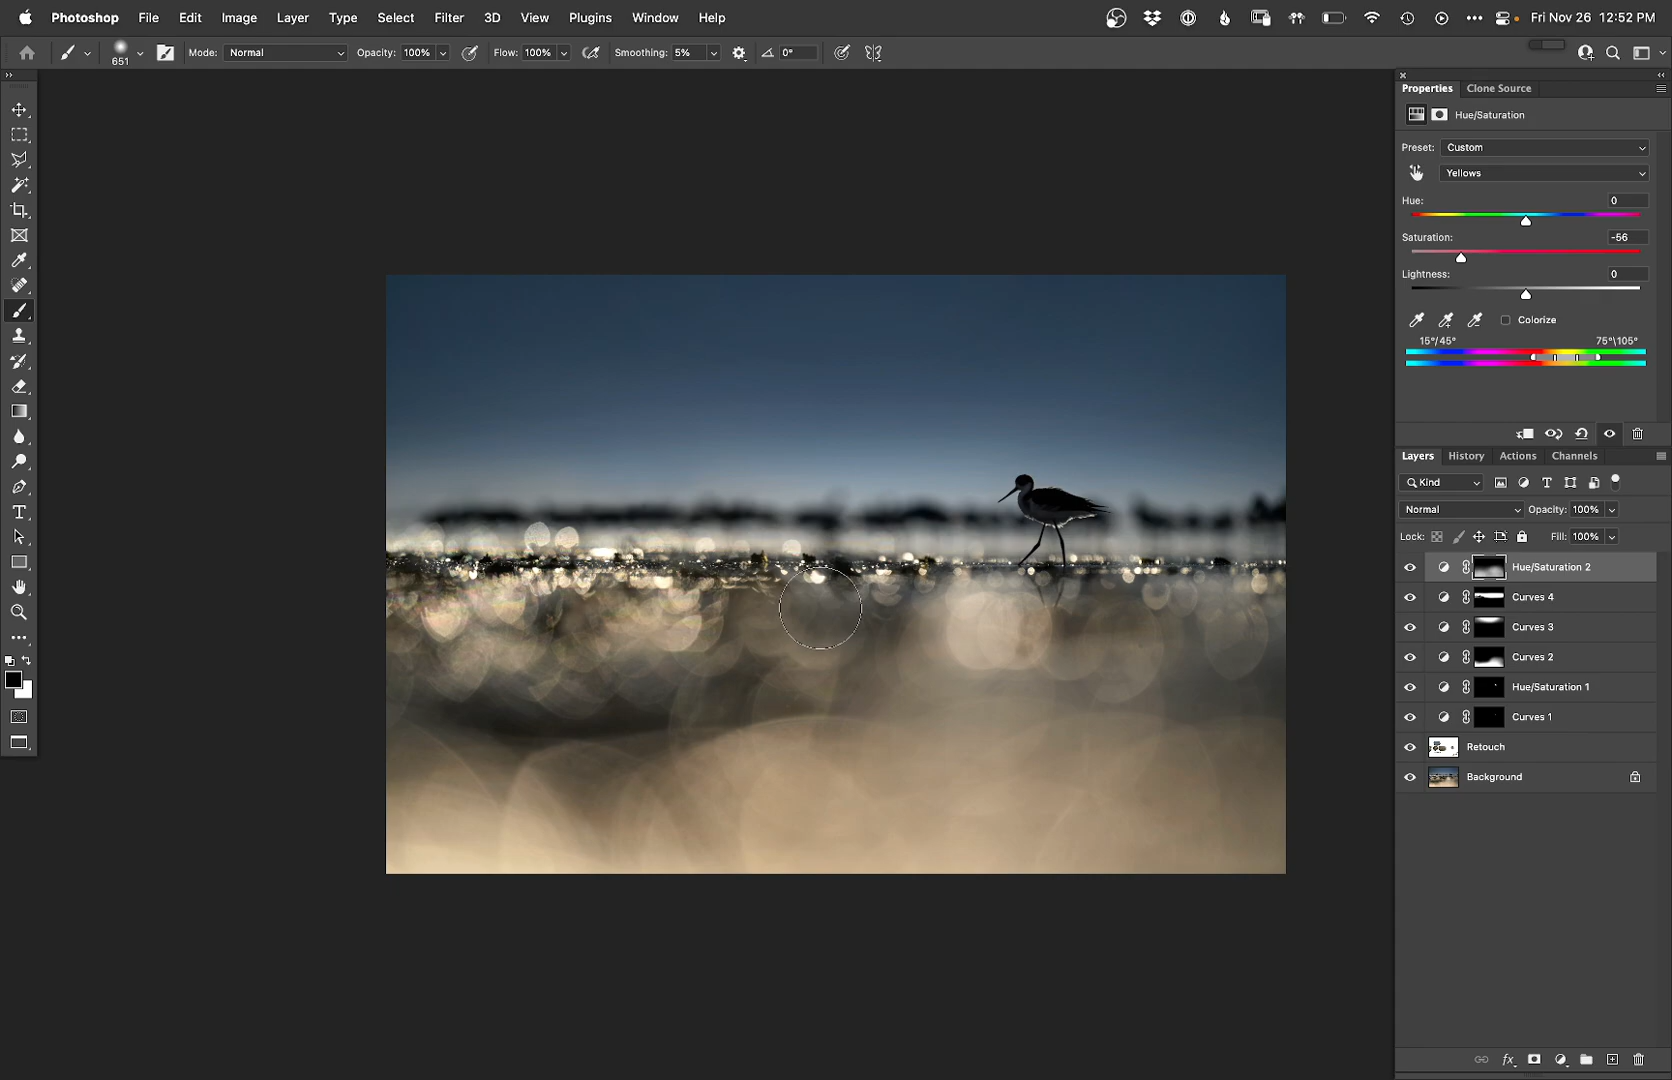 Photoshop File Edit Image Layer Type Select Filter 3D View Plugins Window Help Fri Nov 26 12:52 PM
651 Mode: Normal Opacity: 100% Flow: 100% Smoothing: 5% 0°
Properties Clone Source
Hue/Saturation
Preset: Custom
Yellows
Hue: 0
Saturation: -56
Lightness: 0
Colorize
15°/45° 75°\105°
Layers History Actions Channels
Kind
Normal Opacity: 100%
Lock: Fill: 100%
Hue/Saturation 2
Curves 4
Curves 3
Curves 2
Hue/Saturation 1
Curves 1
Retouch
Background
fx